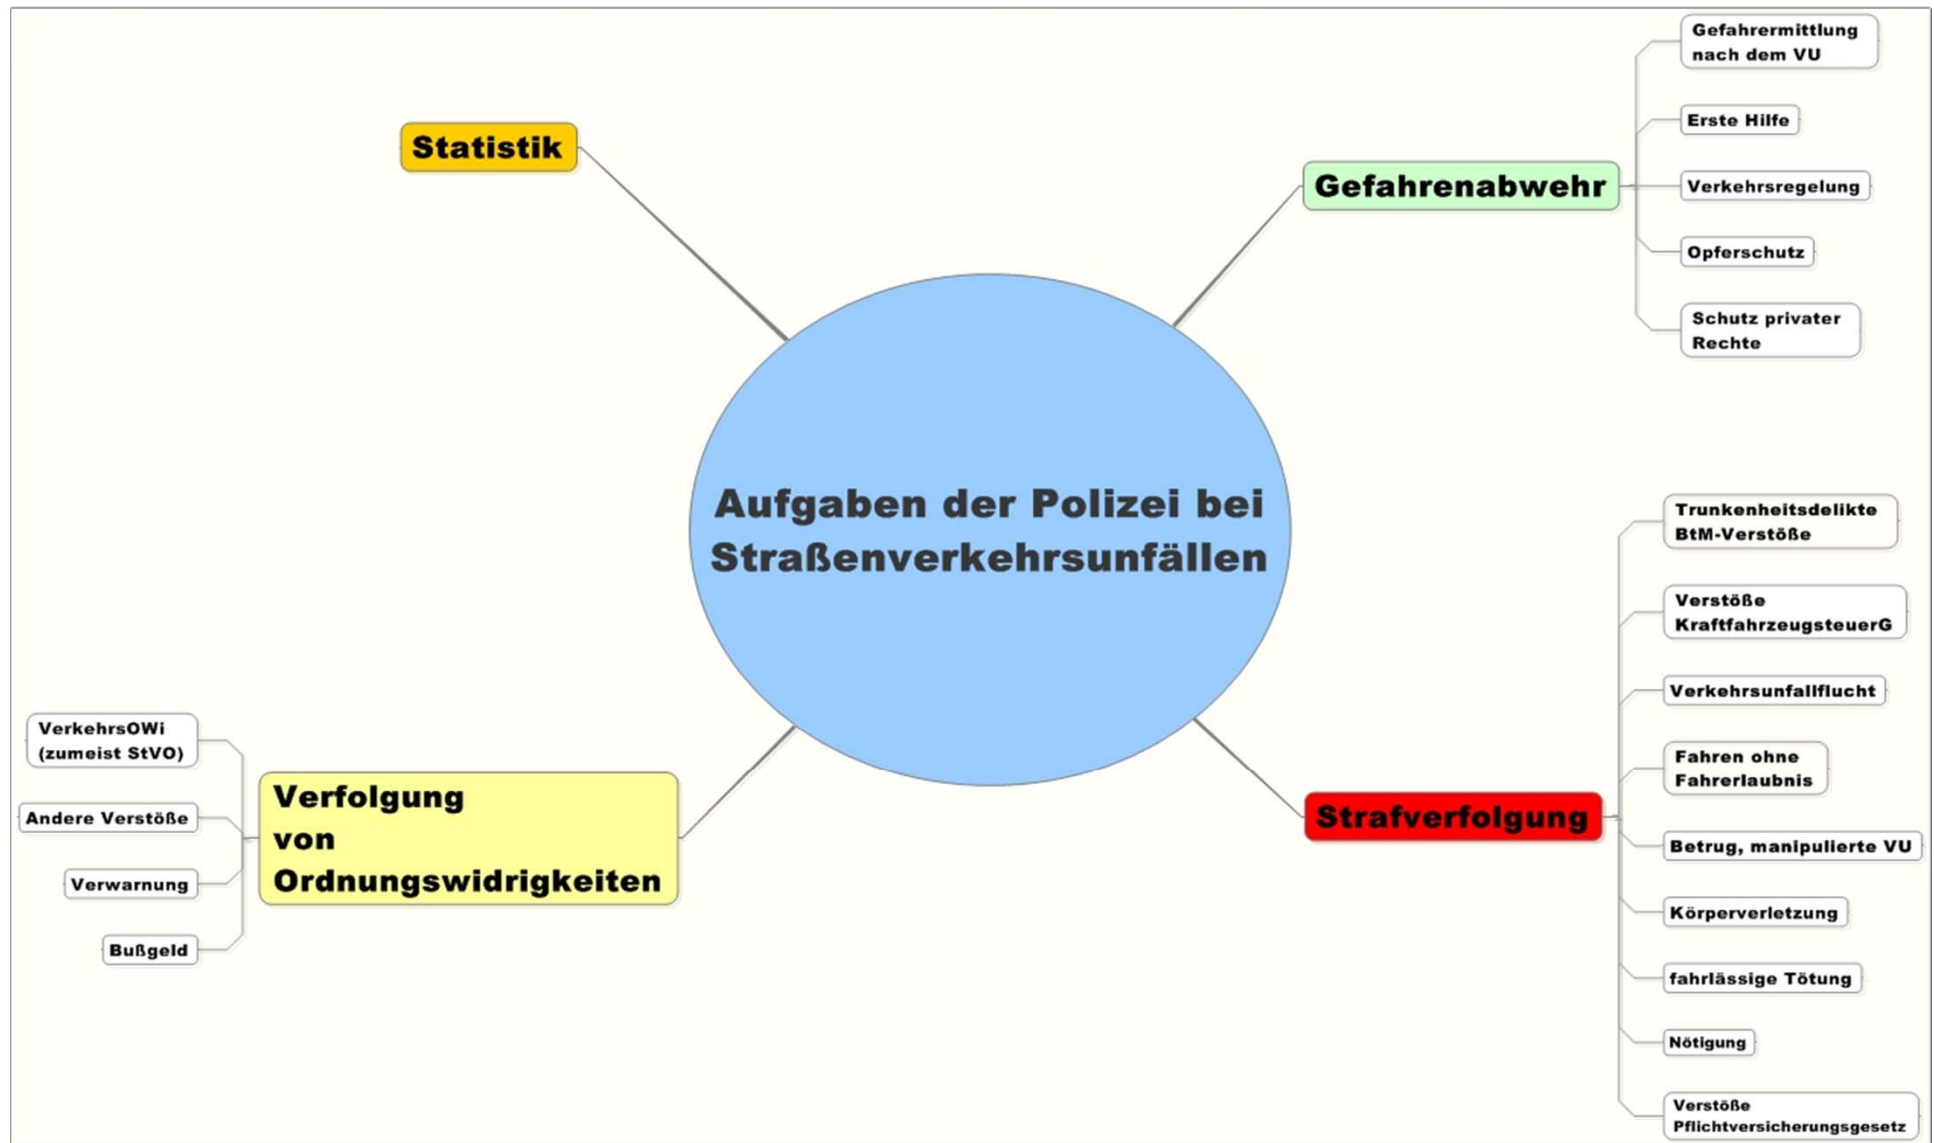 Statistik
Gefahrenabwehr
Gefahrermittlung
nach dem VU
Erste Hilfe
Verkehrsregelung
Opferschutz
Schutz privater
Rechte
Aufgaben der Polizei bei
Straßenverkehrsunfällen
Verfolgung
von
Ordnungswidrigkeiten
VerkehrsOWi
(zumeist StVO)
Andere Verstöße
Verwarnung
Bußgeld
Strafverfolgung
Trunkenheitsdelikte
BtM-Verstöße
Verstöße
KraftfahrzeugsteuerG
Verkehrsunfallflucht
Fahren ohne
Fahrerlaubnis
Betrug, manipulierte VU
Körperverletzung
fahrlässige Tötung
Nötigung
Verstöße
Pflichtversicherungsgesetz